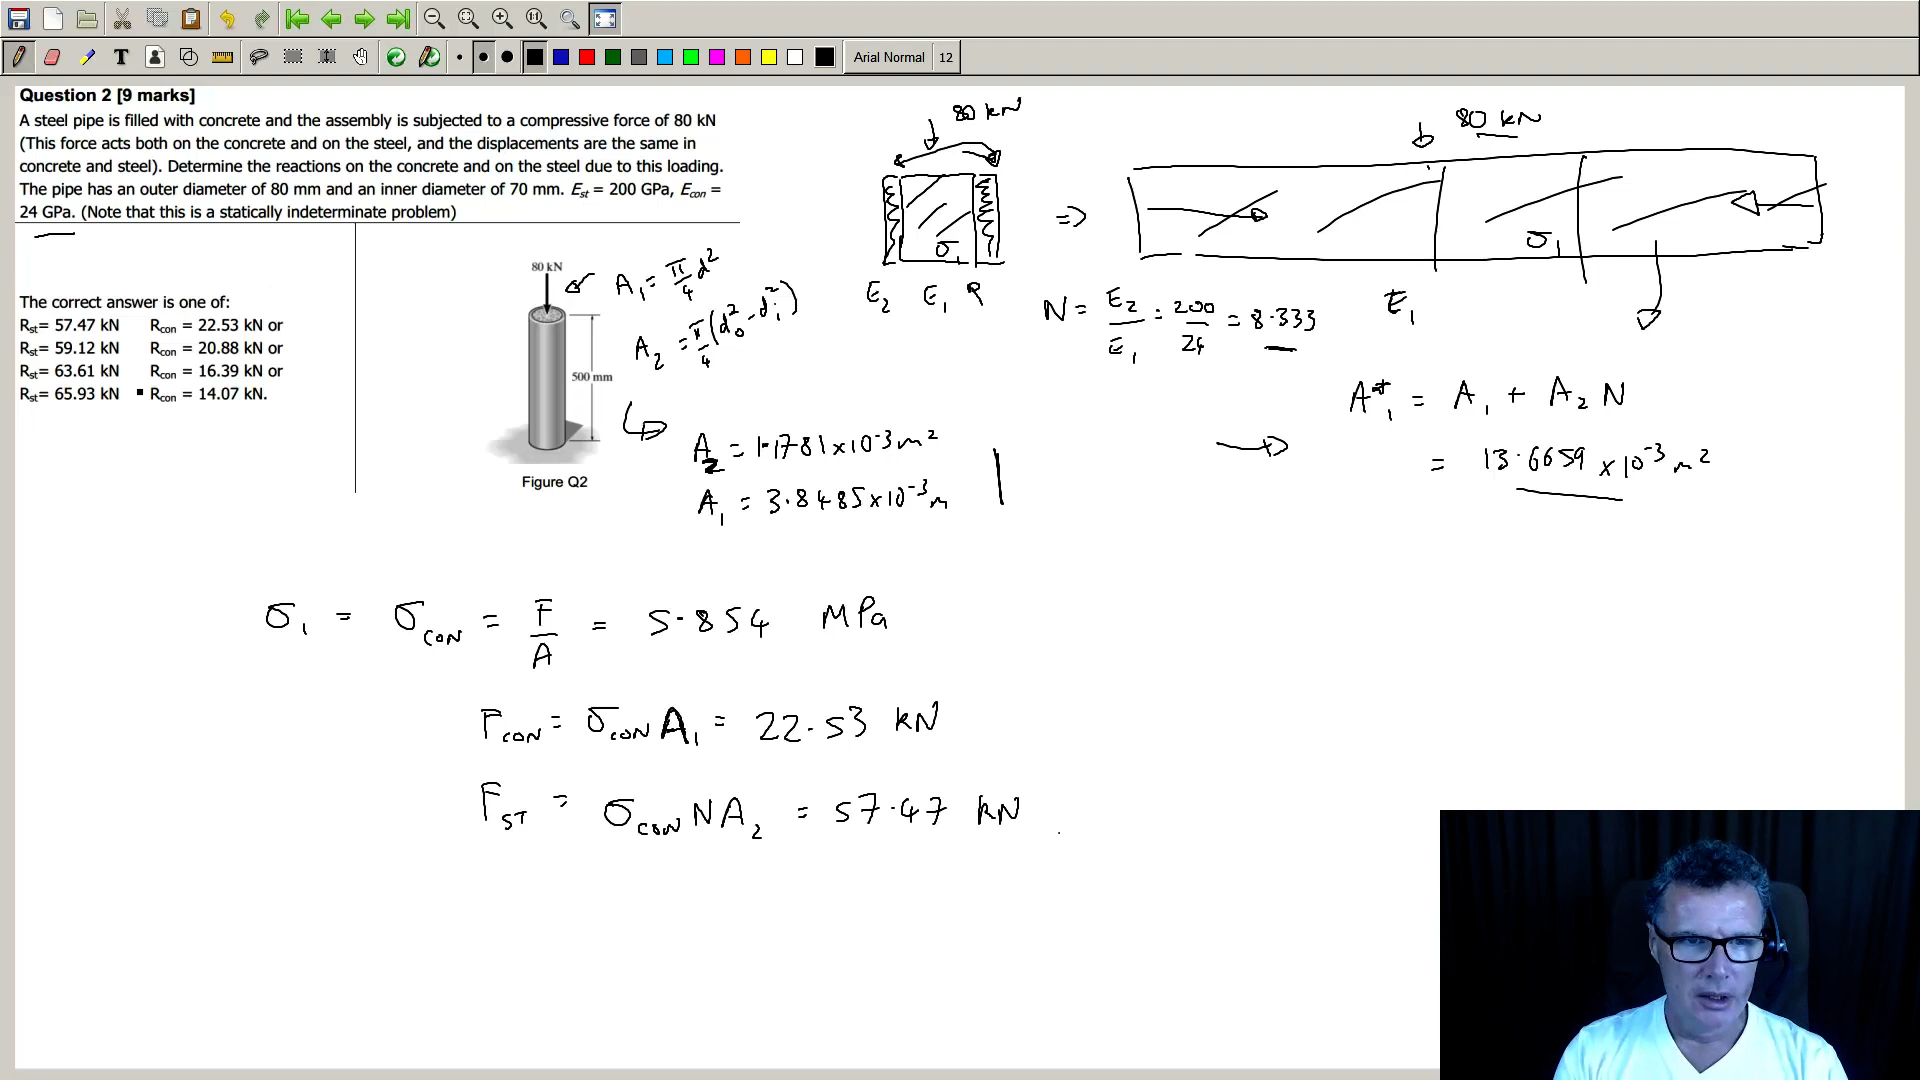 Arial Normal 12
Question 2 [9 marks]
A steel pipe is filled with concrete and the assembly is subjected to a compressive force of 80 kN
(This force acts both on the concrete and on the steel, and the displacements are the same in
concrete and steel). Determine the reactions on the concrete and on the steel due to this loading.
The pipe has an outer diameter of 80 mm and an inner diameter of 70 mm. Est = 200 GPa, Econ =
24 GPa. (Note that this is a statically indeterminate problem)
The correct answer is one of:
Rst= 57.47 kN Rcon = 22.53 kN or
Rst= 59.12 kN Rcon = 20.88 kN or
Rst= 63.61 kN Rcon = 16.39 kN or
Rst= 65.93 kN Rcon = 14.07 kN.
80 kN
500 mm
Figure Q2
A1 = π/4 d²
A2 = π/4 (do² - di²)
A2 = 1.1781 x 10⁻³ m²
A1 = 3.8485 x 10⁻³ m
80 kN
σ1
E2 E1
⇒
80 kN
σ1
E1
N = E2/E1 = 200/24 = 8.333
A*1 = A1 + A2 N
= 13.6659 x 10⁻³ m²
σ1 = σCON = F/A = 5.854 MPa
FCON = σCON A1 = 22.53 kN
FST = σCON N A2 = 57.47 kN
T
1:1